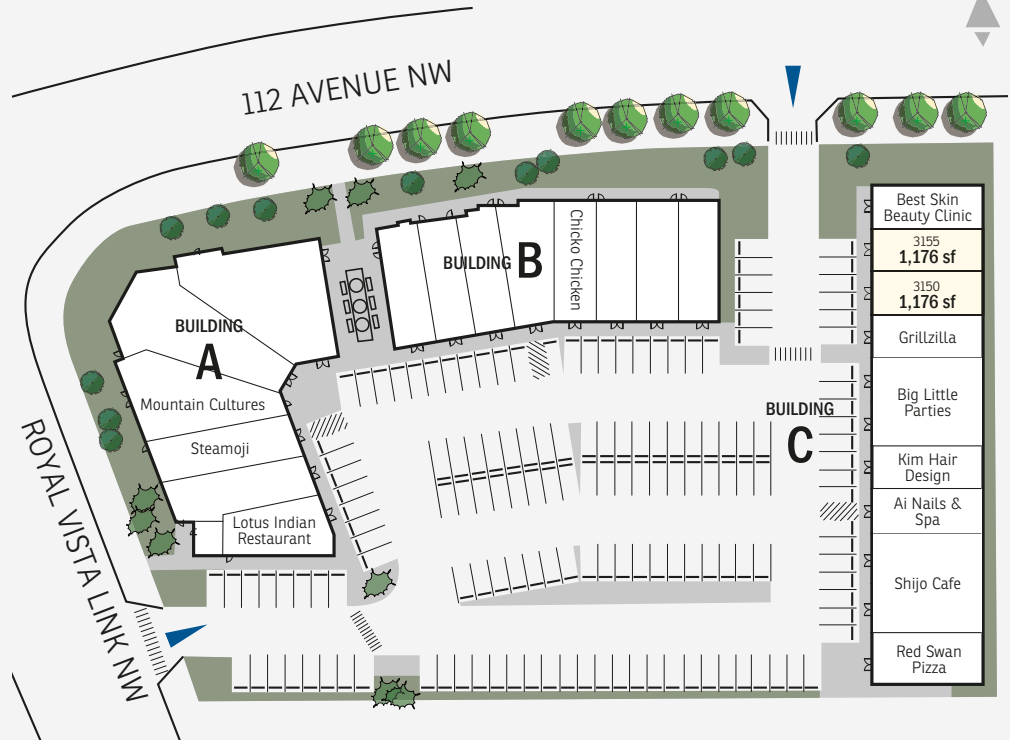 112 AVENUE NW
ROYAL VISTA LINK NW
BUILDING
A
Mountain Cultures
Steamoji
Lotus Indian
Restaurant
BUILDING B
Chicko Chicken
BUILDING
C
Best Skin
Beauty Clinic
3155
1,176 sf
3150
1,176 sf
Grillzilla
Big Little
Parties
Kim Hair
Design
Ai Nails &
Spa
Shijo Cafe
Red Swan
Pizza